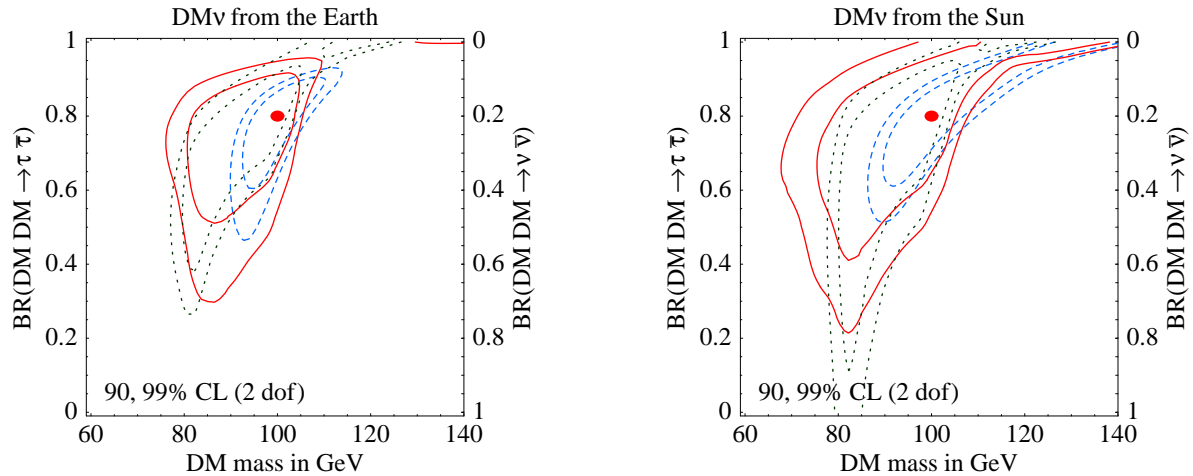 DMν from the Earth
1
0.8
0.6
0.4
0.2
0
BR(DM DM →τ τ̄)
0
0.2
0.4
0.6
0.8
1
BR(DM DM →ν ν̄)
90, 99% CL (2 dof)
60 80 100 120 140
DM mass in GeV
DMν from the Sun
1
0.8
0.6
0.4
0.2
0
BR(DM DM →τ τ̄)
0
0.2
0.4
0.6
0.8
1
BR(DM DM →ν ν̄)
90, 99% CL (2 dof)
60 80 100 120 140
DM mass in GeV